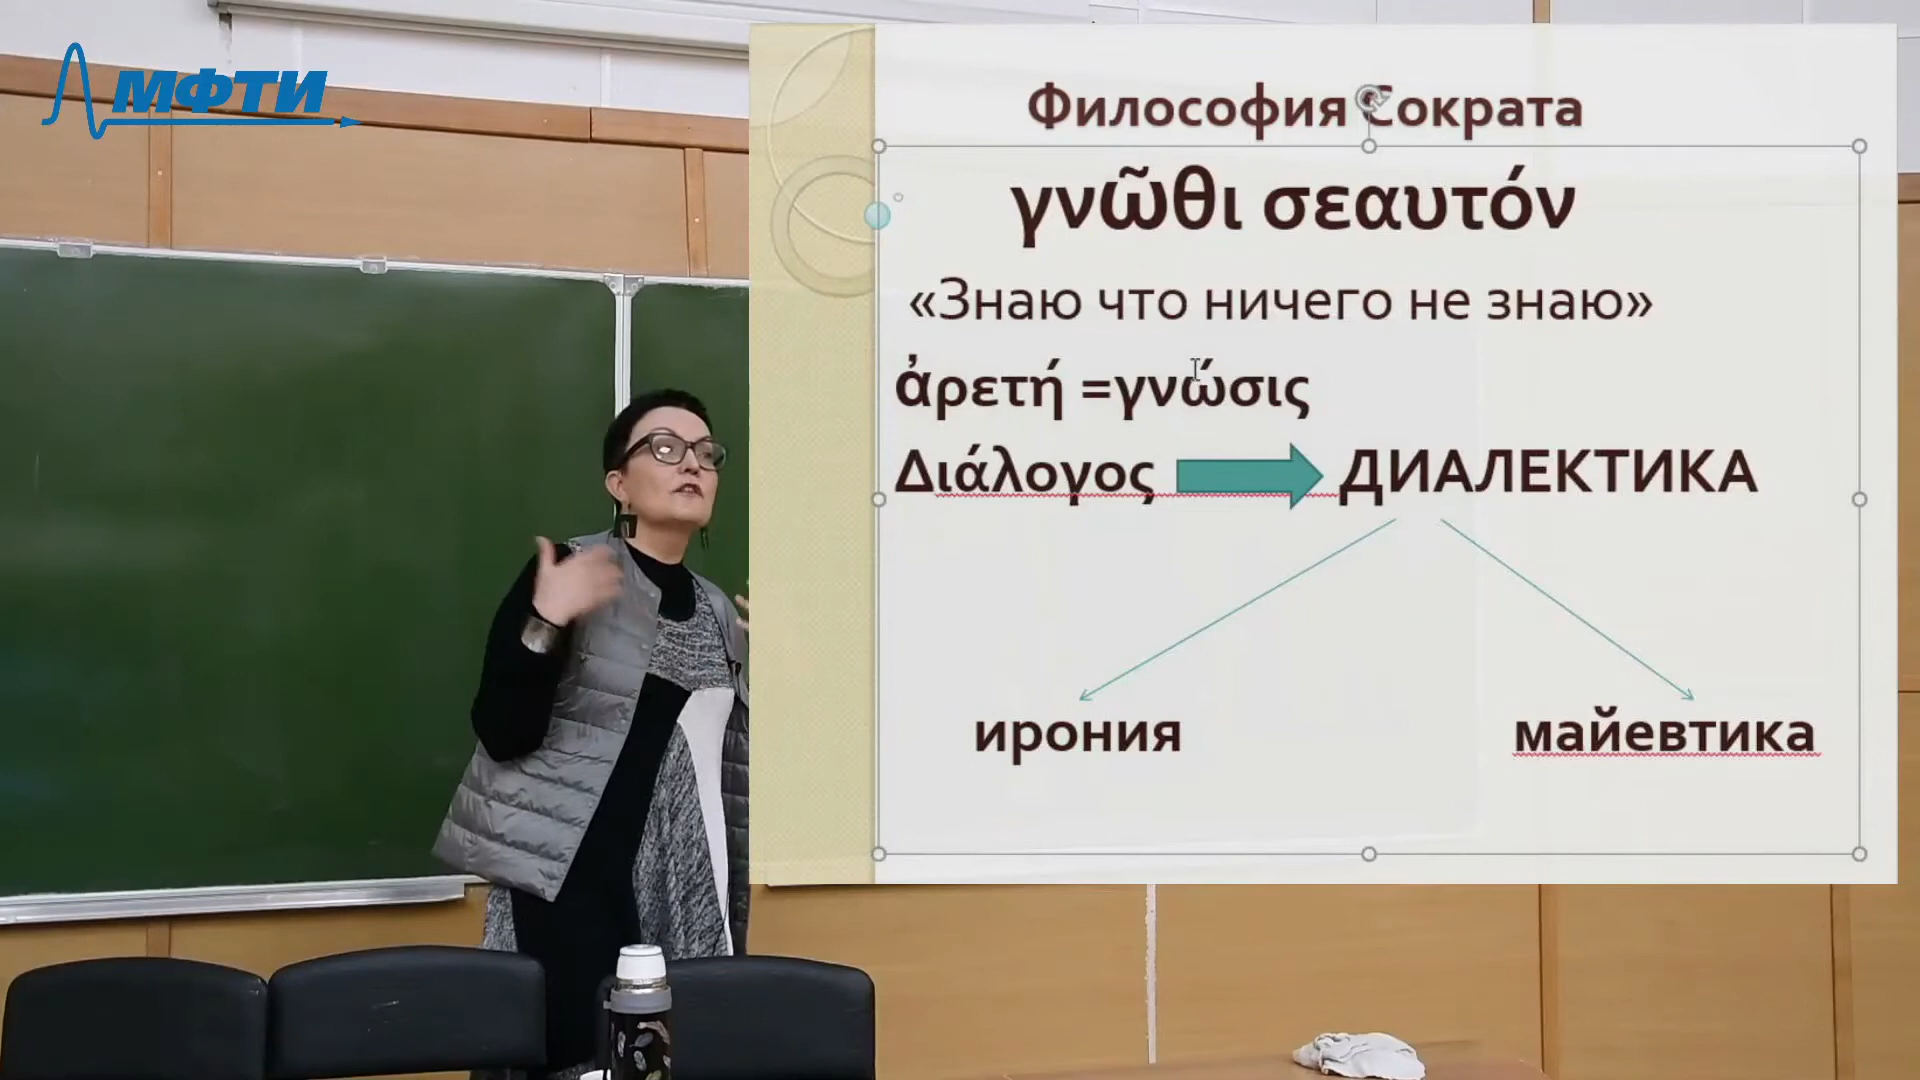 МФТИ
Философия Сократа
γνῶθι σεαυτόν
«Знаю что ничего не знаю»
ἀρετή =γνώσις
Διάλογος ДИАЛЕКТИКА
ирония майевтика